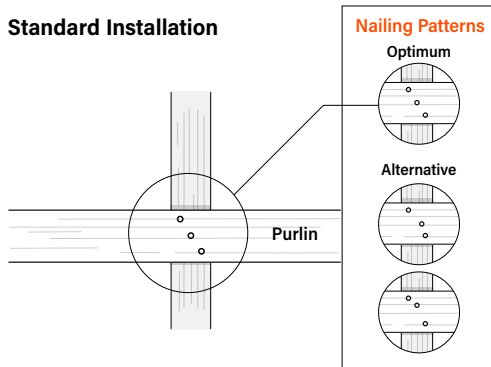 Standard Installation
Purlin
Nailing Patterns
Optimum
Alternative